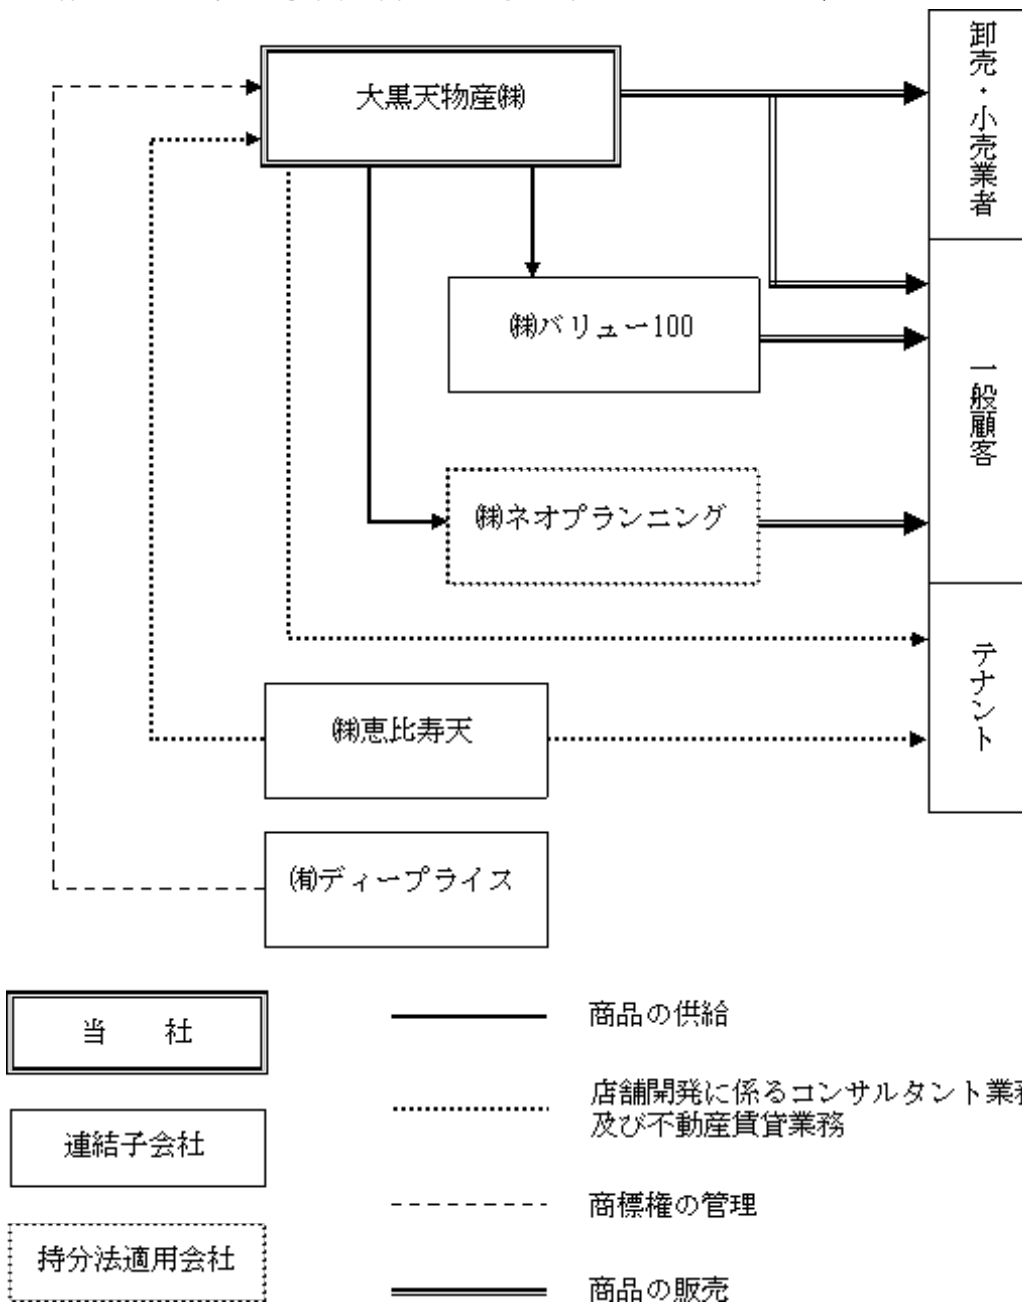 大黒天物産㈱
卸売・小売業者
㈱バリュー100
一般顧客
㈱ネオプランニング
テナント
㈱恵比寿天
㈲ディープライス
当　　社
商品の供給
連結子会社
店舗開発に係るコンサルタント業
及び不動産賃貸業務
持分法適用会社
商標権の管理
商品の販売